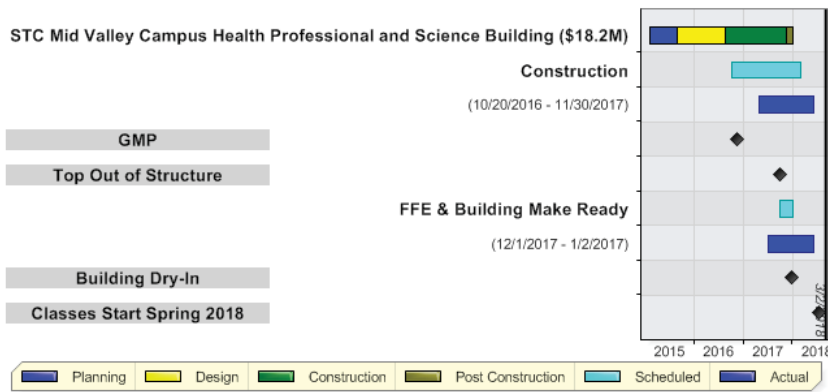 STC Mid Valley Campus Health Professional and Science Building ($18.2M)
Construction
(10/20/2016 - 11/30/2017)
GMP
Top Out of Structure
FFE & Building Make Ready
(12/1/2017 - 1/2/2017)
Building Dry-In
Classes Start Spring 2018
2015 2016 2017 2018
Planning Design Construction Post Construction Scheduled Actual